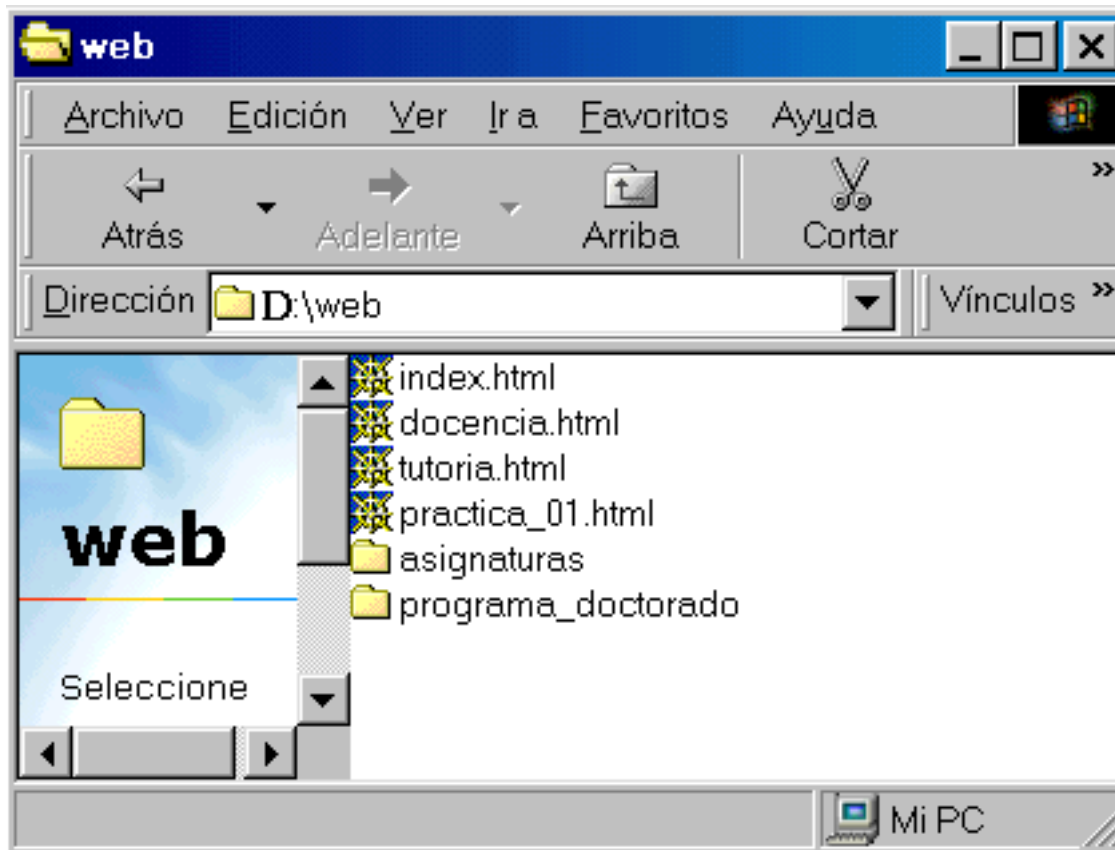 web
Archivo Edición Ver Ir a Favoritos Ayuda
Atrás Adelante Arriba Cortar
Dirección D:\web Vínculos
index.html
docencia.html
tutoria.html
practica_01.html
asignaturas
programa_doctorado
web
Seleccione
Mi PC